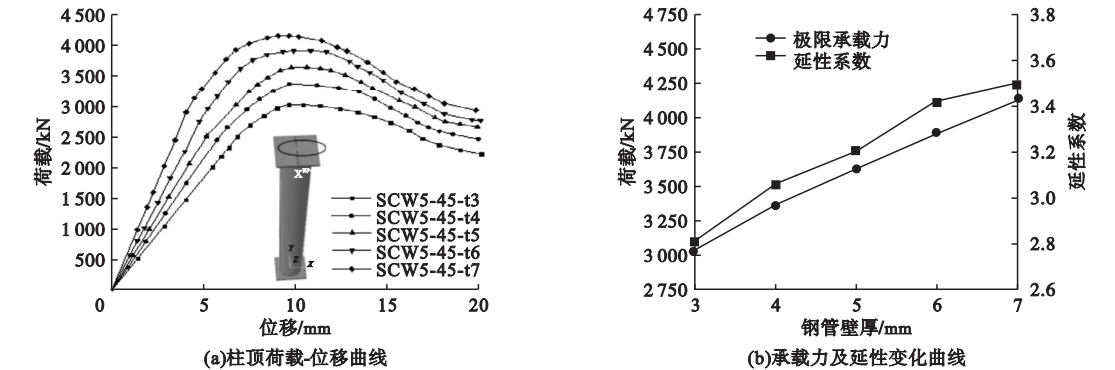 4 500
4 000
3 500
3 000
2 500
2 000
1 500
1 000
500
0
5
10
15
20
荷载/kN
位移/mm
SCW5-45-t3
SCW5-45-t4
SCW5-45-t5
SCW5-45-t6
SCW5-45-t7
Y
Z
X
(a)柱顶荷载-位移曲线
4 750
4 500
4 250
4 000
3 750
3 500
3 250
3 000
2 750
3
4
5
6
7
3.8
3.6
3.4
3.2
3.0
2.8
2.6
荷载/kN
延性系数
极限承载力
延性系数
钢管壁厚/mm
(b)承载力及延性变化曲线